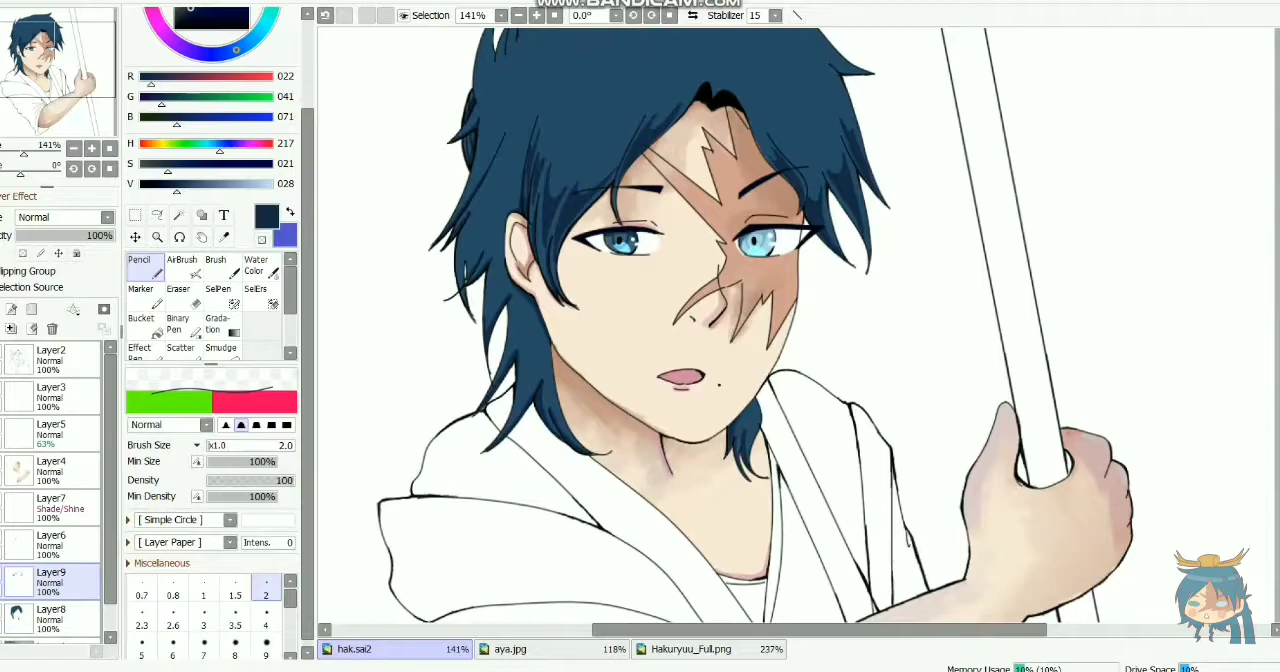 WWW.BANDICAM.COM
Selection 141% 0.0° Stabilizer 15
R 022
G 041
B 071
H 217
S 021
V 028
141%
0°
Normal
100%
Selection Source
Layer2
Normal
100%
Layer3
Normal
100%
Layer5
Normal
63%
Layer4
Normal
100%
Layer7
Shade/Shine
100%
Layer6
Normal
100%
Layer9
Normal
100%
Layer8
Normal
100%
T
Pencil AirBrush Brush Water Color
Marker Eraser SelPen SelErs
Bucket Binary Pen Grada-tion
Effect Pen Scatter Smudge
Normal
Brush Size x1.0 2.0
Min Size 100%
Density 100
Min Density 100%
[ Simple Circle ]
[ Layer Paper ] Intens. 0
Miscellaneous
0.7 0.8 1 1.5 2
2.3 2.6 3 3.5 4
5 6 7 8 9
hak.sai2 141% aya.jpg 118% Hakuryuu_Full.png 237%
Memory Usage 10% (10%) Drive Space